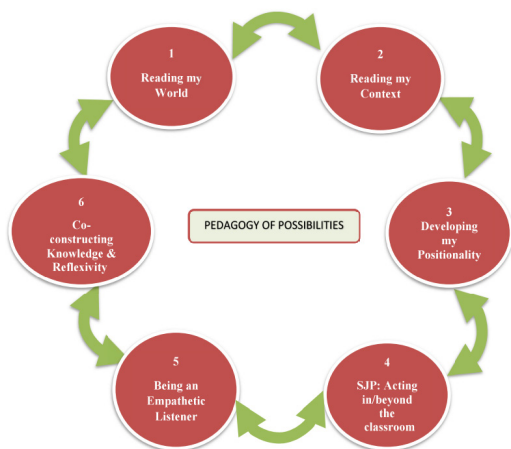 1
Reading my
World
2
Reading my
Context
3
Developing
my
Positionality
4
SJP: Acting
in/beyond
the
classroom
5
Being an
Empathetic
Listener
6
Co-
constructing
Knowledge &
Reflexivity
PEDAGOGY OF POSSIBILITIES